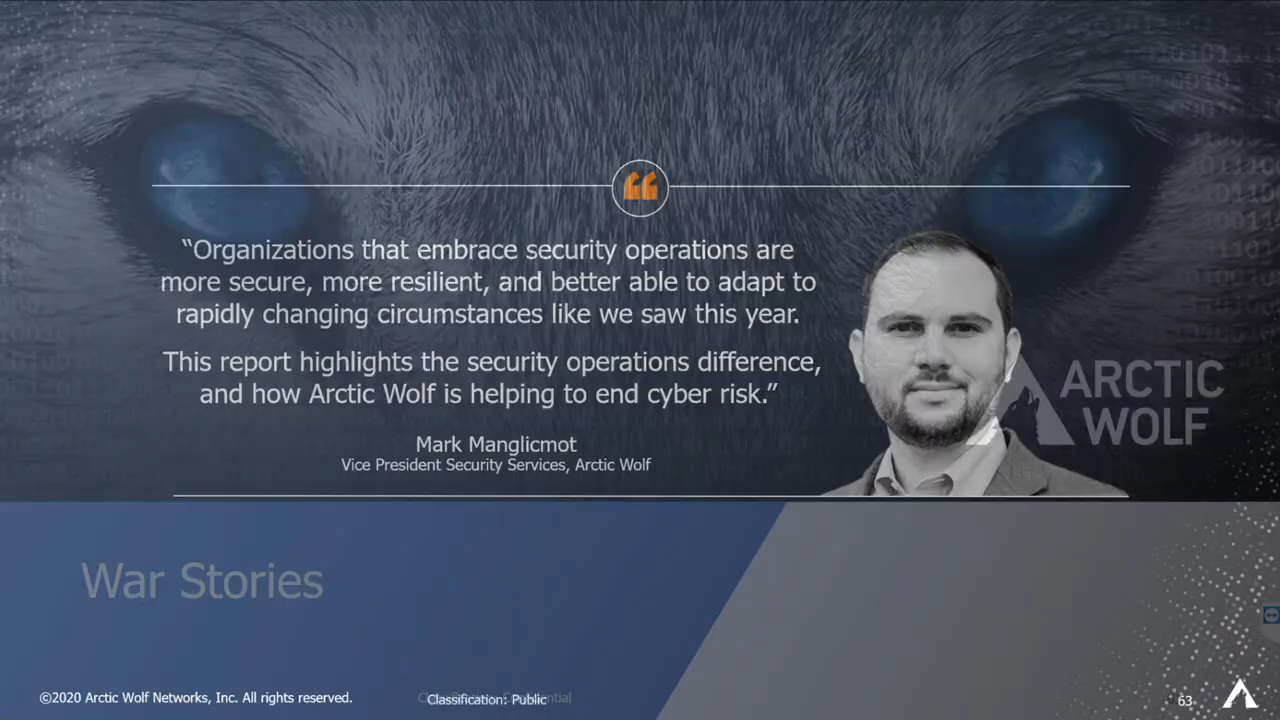 “Organizations that embrace security operations are
more secure, more resilient, and better able to adapt to
rapidly changing circumstances like we saw this year.
This report highlights the security operations difference,
and how Arctic Wolf is helping to end cyber risk.”
Mark Manglicmot
Vice President Security Services, Arctic Wolf
ARCTIC
WOLF
War Stories
©2020 Arctic Wolf Networks, Inc. All rights reserved.
Classification: Public
63